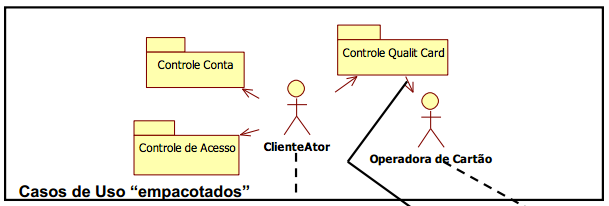 Controle Conta
Controle Qualit Card
Controle de Acesso
ClienteAtor
Operadora de Cartão
Casos de Uso “empacotados”